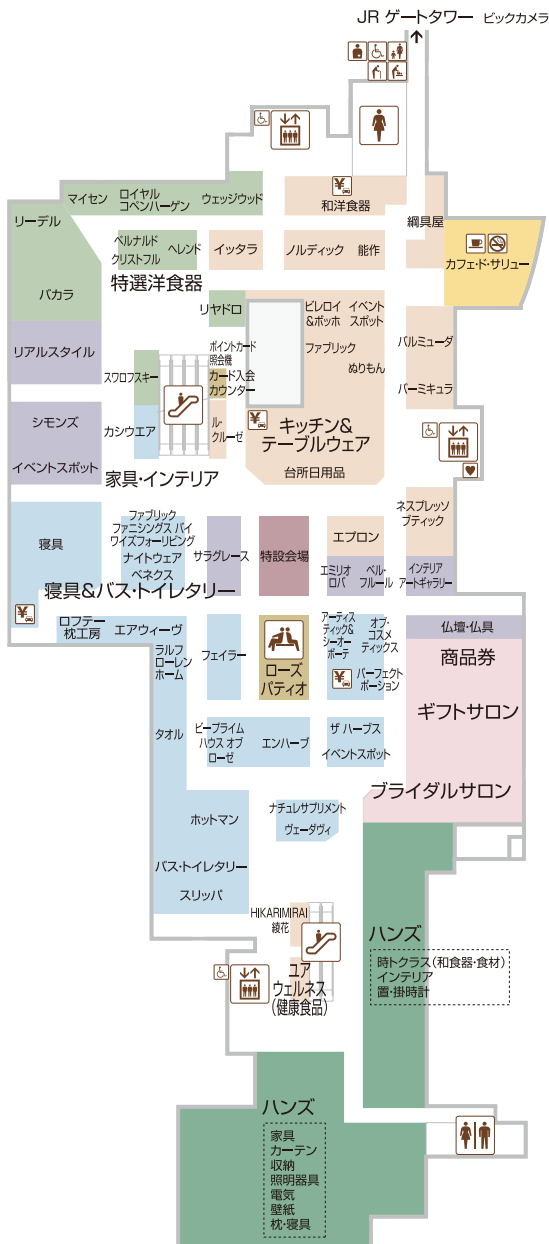 JR ゲートタワー ビックカメラ
マイセン
ロイヤル
コペンハーゲン
ウェッジウッド
和洋食器
リーデル
綱具屋
ベルナルド
クリストフル
ヘレンド
イッタラ
ノルディック
能作
カフェ・ド・サリュー
特選洋食器
バカラ
リヤドロ
ビレロイ
&ボッホ
イベント
スポット
バルミューダ
リアルスタイル
ポイントカード
照会機
ファブリック
ぬりもん
スワロフスキー
カード入会
カウンター
バーミキュラ
シモンズ
カシウエア
ル・
クルーゼ
¥
キッチン&
テーブルウェア
イベントスポット
家具・インテリア
台所日用品
ネスプレッソ
ブティック
寝具
ファブリック
ファニシングス バイ
ワイズフォーリビング
ナイトウェア
ベネクス
サラグレース
特設会場
エプロン
エミリオ
ロバ
ベル・
フルール
インテリア
アートギャラリー
寝具&バス・トイレタリー
¥
ロフテー
枕工房
エアウィーヴ
ラルフ
ローレン
ホーム
フェイラー
ローズ
パティオ
アーティス
ティック&
シーオー
ボーテ
オブ・
コスメ
ティックス
仏壇・仏具
商品券
¥
パーフェクト
ポーション
ギフトサロン
タオル
ビープライム
ハウス オブ
ローゼ
エンハーブ
ザ ハーブス
イベントスポット
ブライダルサロン
ホットマン
ナチュレサプリメント
ヴェーダヴィ
バス・トイレタリー
スリッパ
HIKARIMIRAI
綾花
ハンズ
時トクラス(和食器・食材)
インテリア
置・掛時計
ユア
ウェルネス
(健康食品)
ハンズ
家具
カーテン
収納
照明器具
電気
壁紙
枕・寝具